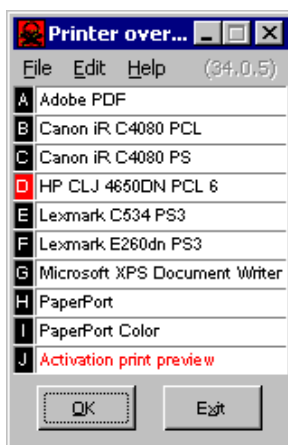 Printer over...
File Edit Help (34.0.5)
A Adobe PDF
B Canon iR C4080 PCL
C Canon iR C4080 PS
D HP CLJ 4650DN PCL 6
E Lexmark C534 PS3
F Lexmark E260dn PS3
G Microsoft XPS Document Writer
H PaperPort
I PaperPort Color
J Activation print preview
OK Exit